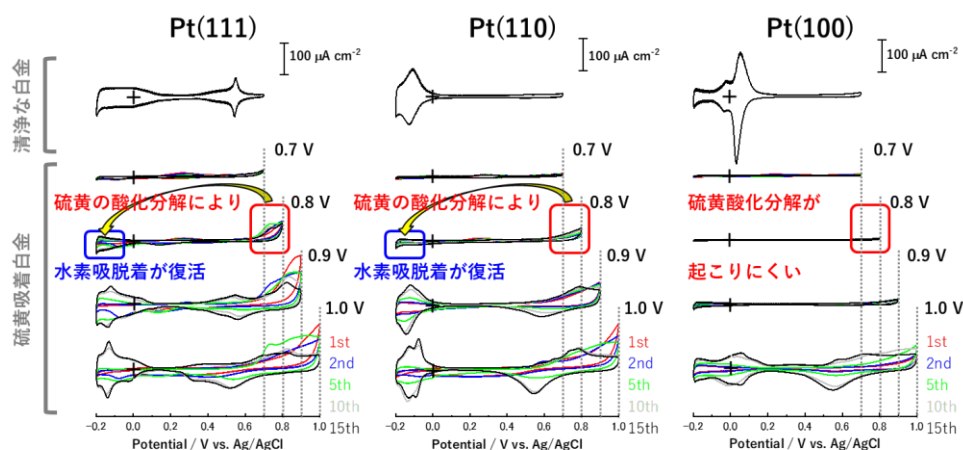 Pt(111)
Pt(110)
Pt(100)
100 μA cm⁻²
100 μA cm⁻²
100 μA cm⁻²
清浄な白金
硫黄吸着白金
0.7 V
0.7 V
0.7 V
硫黄の酸化分解により
0.8 V
硫黄の酸化分解により
0.8 V
硫黄酸化分解が
0.8 V
水素吸脱着が復活
0.9 V
水素吸脱着が復活
0.9 V
起こりにくい
0.9 V
1.0 V
1.0 V
1.0 V
1st
2nd
5th
10th
15th
1st
2nd
5th
10th
15th
1st
2nd
5th
10th
15th
−0.2 0.0 0.2 0.4 0.6 0.8 1.0
Potential / V vs. Ag/AgCl
−0.2 0.0 0.2 0.4 0.6 0.8 1.0
Potential / V vs. Ag/AgCl
−0.2 0.0 0.2 0.4 0.6 0.8 1.0
Potential / V vs. Ag/AgCl